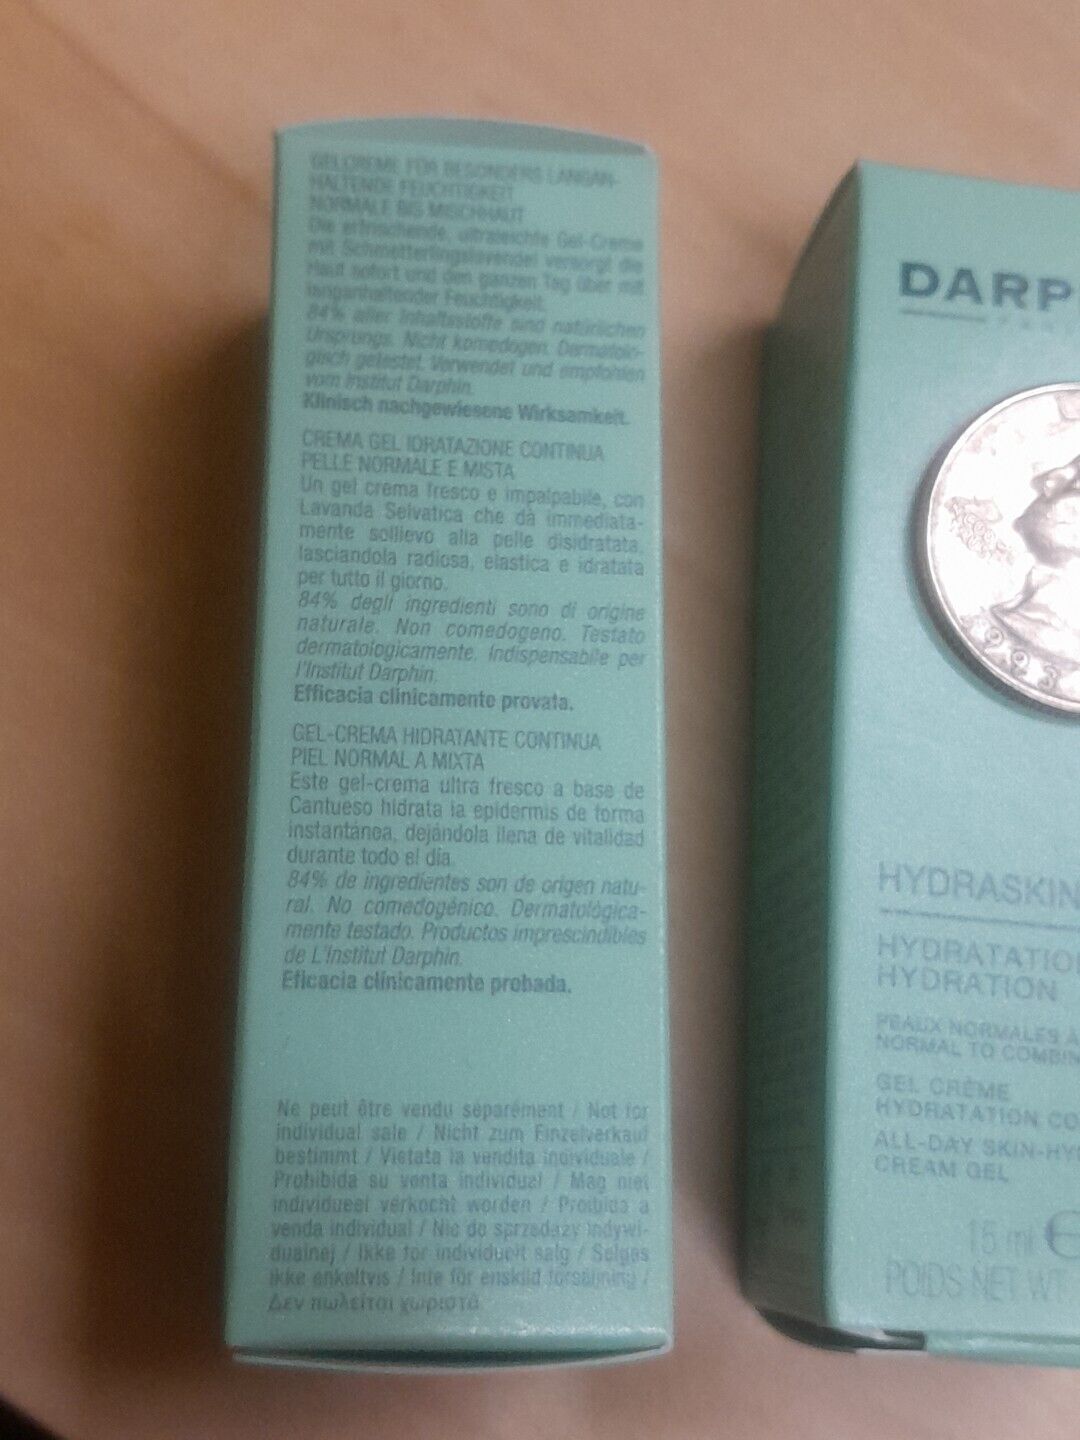 GELCREME FÜR BESONDERS LANGAN-
HALTENDE FEUCHTIGKEIT
NORMALE BIS MISCHHAUT
Die erfrischende, ultraleichte Gel-Creme
mit Schmetterlingslavendel versorgt die
Haut sofort und den ganzen Tag über mit
langanhaltender Feuchtigkeit.
84% aller Inhaltsstoffe sind natürlichen
Ursprungs. Nicht komedogen. Dermatolo-
gisch getestet. Verwendet und empfohlen
vom Institut Darphin.
Klinisch nachgewiesene Wirksamkeit.
CREMA GEL IDRATAZIONE CONTINUA
PELLE NORMALE E MISTA
Un gel crema fresco e impalpabile, con
Lavanda Selvatica che dà immediata-
mente sollievo alla pelle disidratata,
lasciandola radiosa, elastica e idratata
per tutto il giorno.
84% degli ingredienti sono di origine
naturale. Non comedogeno. Testato
dermatologicamente. Indispensabile per
l'Institut Darphin.
Efficacia clinicamente provata.
GEL-CREMA HIDRATANTE CONTINUA
PIEL NORMAL A MIXTA
Este gel-crema ultra fresco a base de
Cantueso hidrata la epidermis de forma
instantánea, dejándola llena de vitalidad
durante todo el día.
84% de ingredientes son de origen natu-
ral. No comedogénico. Dermatológica-
mente testado. Productos imprescindibles
de L'Institut Darphin.
Eficacia clínicamente probada.
Ne peut être vendu séparément / Not for
individual sale / Nicht zum Einzelverkauf
bestimmt / Vietata la vendita individuale /
Prohibida su venta individual / Mag niet
individueel verkocht worden / Proibida a
venda individual / Nie do sprzedaży indywi-
dualnej / Ikke for individuelt salg / Selges
ikke enkeltvis / Inte för enskild försäljning /
Δεν πωλείται χωριστά
DARP
HYDRASKIN
HYDRATATIO
HYDRATION
PEAUX NORMALES À
NORMAL TO COMBIN
GEL CRÈME
HYDRATATION CO
ALL-DAY SKIN-HY
CREAM GEL
15 ml e
POIDS NET WT